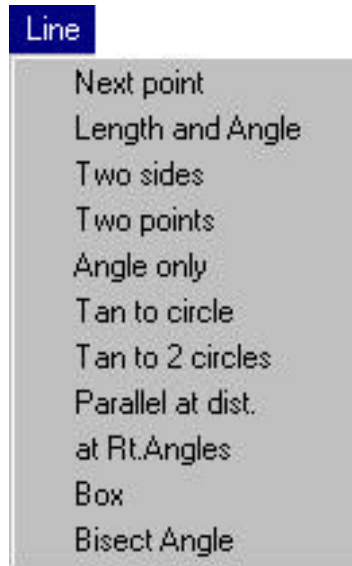 Line
Next point
Length and Angle
Two sides
Two points
Angle only
Tan to circle
Tan to 2 circles
Parallel at dist.
at Rt.Angles
Box
Bisect Angle